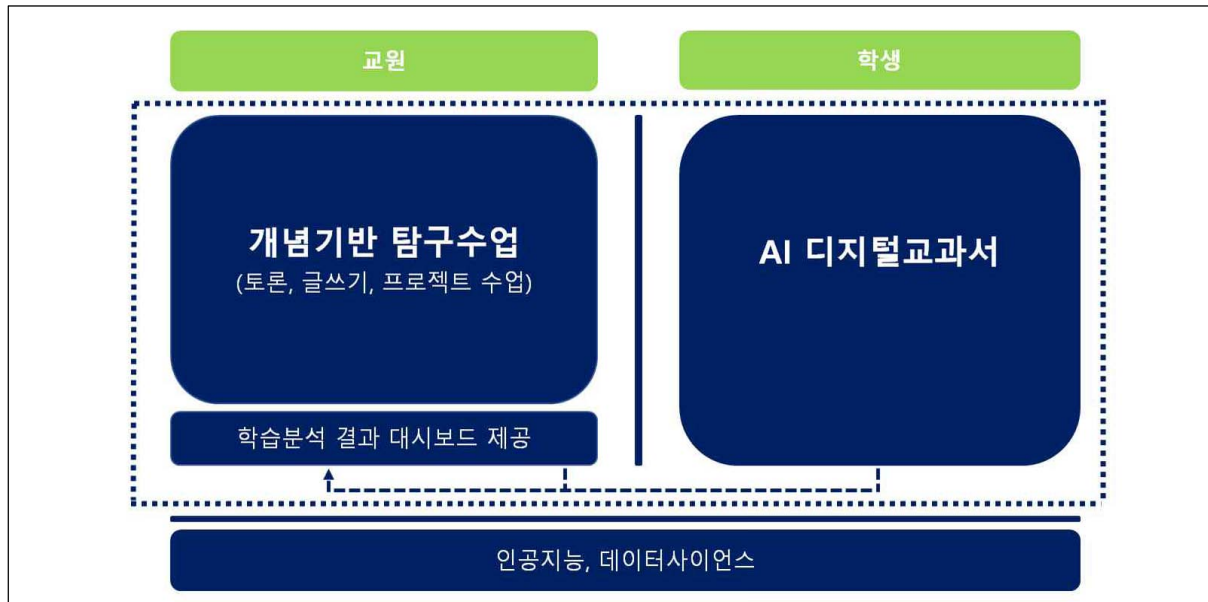 교원
학생
개념기반 탐구수업
(토론, 글쓰기, 프로젝트 수업)
AI 디지털교과서
학습분석 결과 대시보드 제공
인공지능, 데이터사이언스